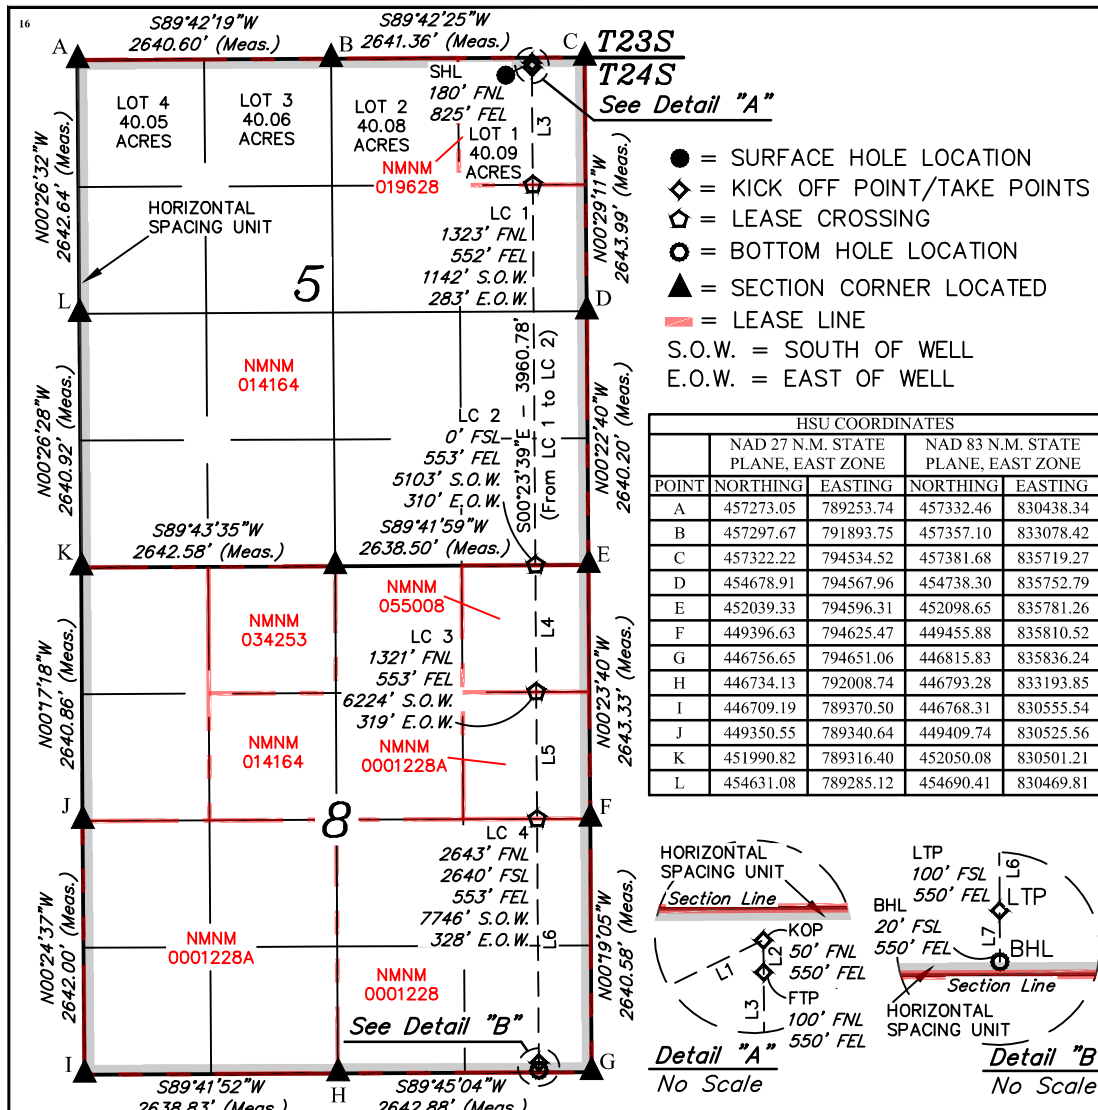 16
S89°42'19"W
2640.60' (Meas.)
S89°42'25"W
2641.36' (Meas.)
A
B
C
T23S
T24S
See Detail "A"
SHL
180' FNL
825' FEL
LOT 4
40.05
ACRES
LOT 3
40.06
ACRES
LOT 2
40.08
ACRES
LOT 1
40.09
ACRES
NMNM
019628
L3
N00°26'32"W
2642.64' (Meas.)
N00°29'11"W
2643.99' (Meas.)
HORIZONTAL
SPACING UNIT
LC 1
1323' FNL
552' FEL
1142' S.O.W.
283' E.O.W.
5
L
D
= SURFACE HOLE LOCATION
= KICK OFF POINT/TAKE POINTS
= LEASE CROSSING
= BOTTOM HOLE LOCATION
= SECTION CORNER LOCATED
= LEASE LINE
S.O.W. = SOUTH OF WELL
E.O.W. = EAST OF WELL
NMNM
014164
N00°26'28"W
2640.92' (Meas.)
N00°22'40"W
2640.20' (Meas.)
S00°23'39"E - 3960.78'
(From LC 1 to LC 2)
LC 2
0' FSL
553' FEL
5103' S.O.W.
310' E.O.W.
S89°43'35"W
2642.58' (Meas.)
S89°41'59"W
2638.50' (Meas.)
K
E
HSU COORDINATES
NAD 27 N.M. STATE PLANE, EAST ZONE NAD 83 N.M. STATE PLANE, EAST ZONE
POINT NORTHING EASTING NORTHING EASTING
A 457273.05 789253.74 457332.46 830438.34
B 457297.67 791893.75 457357.10 833078.42
C 457322.22 794534.52 457381.68 835719.27
D 454678.91 794567.96 454738.30 835752.79
E 452039.33 794596.31 452098.65 835781.26
F 449396.63 794625.47 449455.88 835810.52
G 446756.65 794651.06 446815.83 835836.24
H 446734.13 792008.74 446793.28 833193.85
I 446709.19 789370.50 446768.31 830555.54
J 449350.55 789340.64 449409.74 830525.56
K 451990.82 789316.40 452050.08 830501.21
L 454631.08 789285.12 454690.41 830469.81
NMNM
034253
NMNM
055008
L4
LC 3
1321' FNL
553' FEL
6224' S.O.W.
319' E.O.W.
N00°17'18"W
2640.86' (Meas.)
N00°23'40"W
2643.33' (Meas.)
NMNM
014164
NMNM
0001228A
L5
J
F
8
LC 4
2643' FNL
2640' FSL
553' FEL
7746' S.O.W.
328' E.O.W.
L6
N00°24'37"W
2642.00' (Meas.)
N00°19'05"W
2640.58' (Meas.)
NMNM
0001228A
NMNM
0001228
See Detail "B"
I
H
G
S89°41'52"W
2638.83' (Meas.)
S89°45'04"W
2642.88' (Meas.)
HORIZONTAL
SPACING UNIT
Section Line
KOP
50' FNL
550' FEL
L1
L2
L3
FTP
100' FNL
550' FEL
Detail "A"
No Scale
LTP
100' FSL
550' FEL
L6
LTP
BHL
20' FSL
550' FEL
L7
BHL
Section Line
HORIZONTAL
SPACING UNIT
Detail "B
No Scale